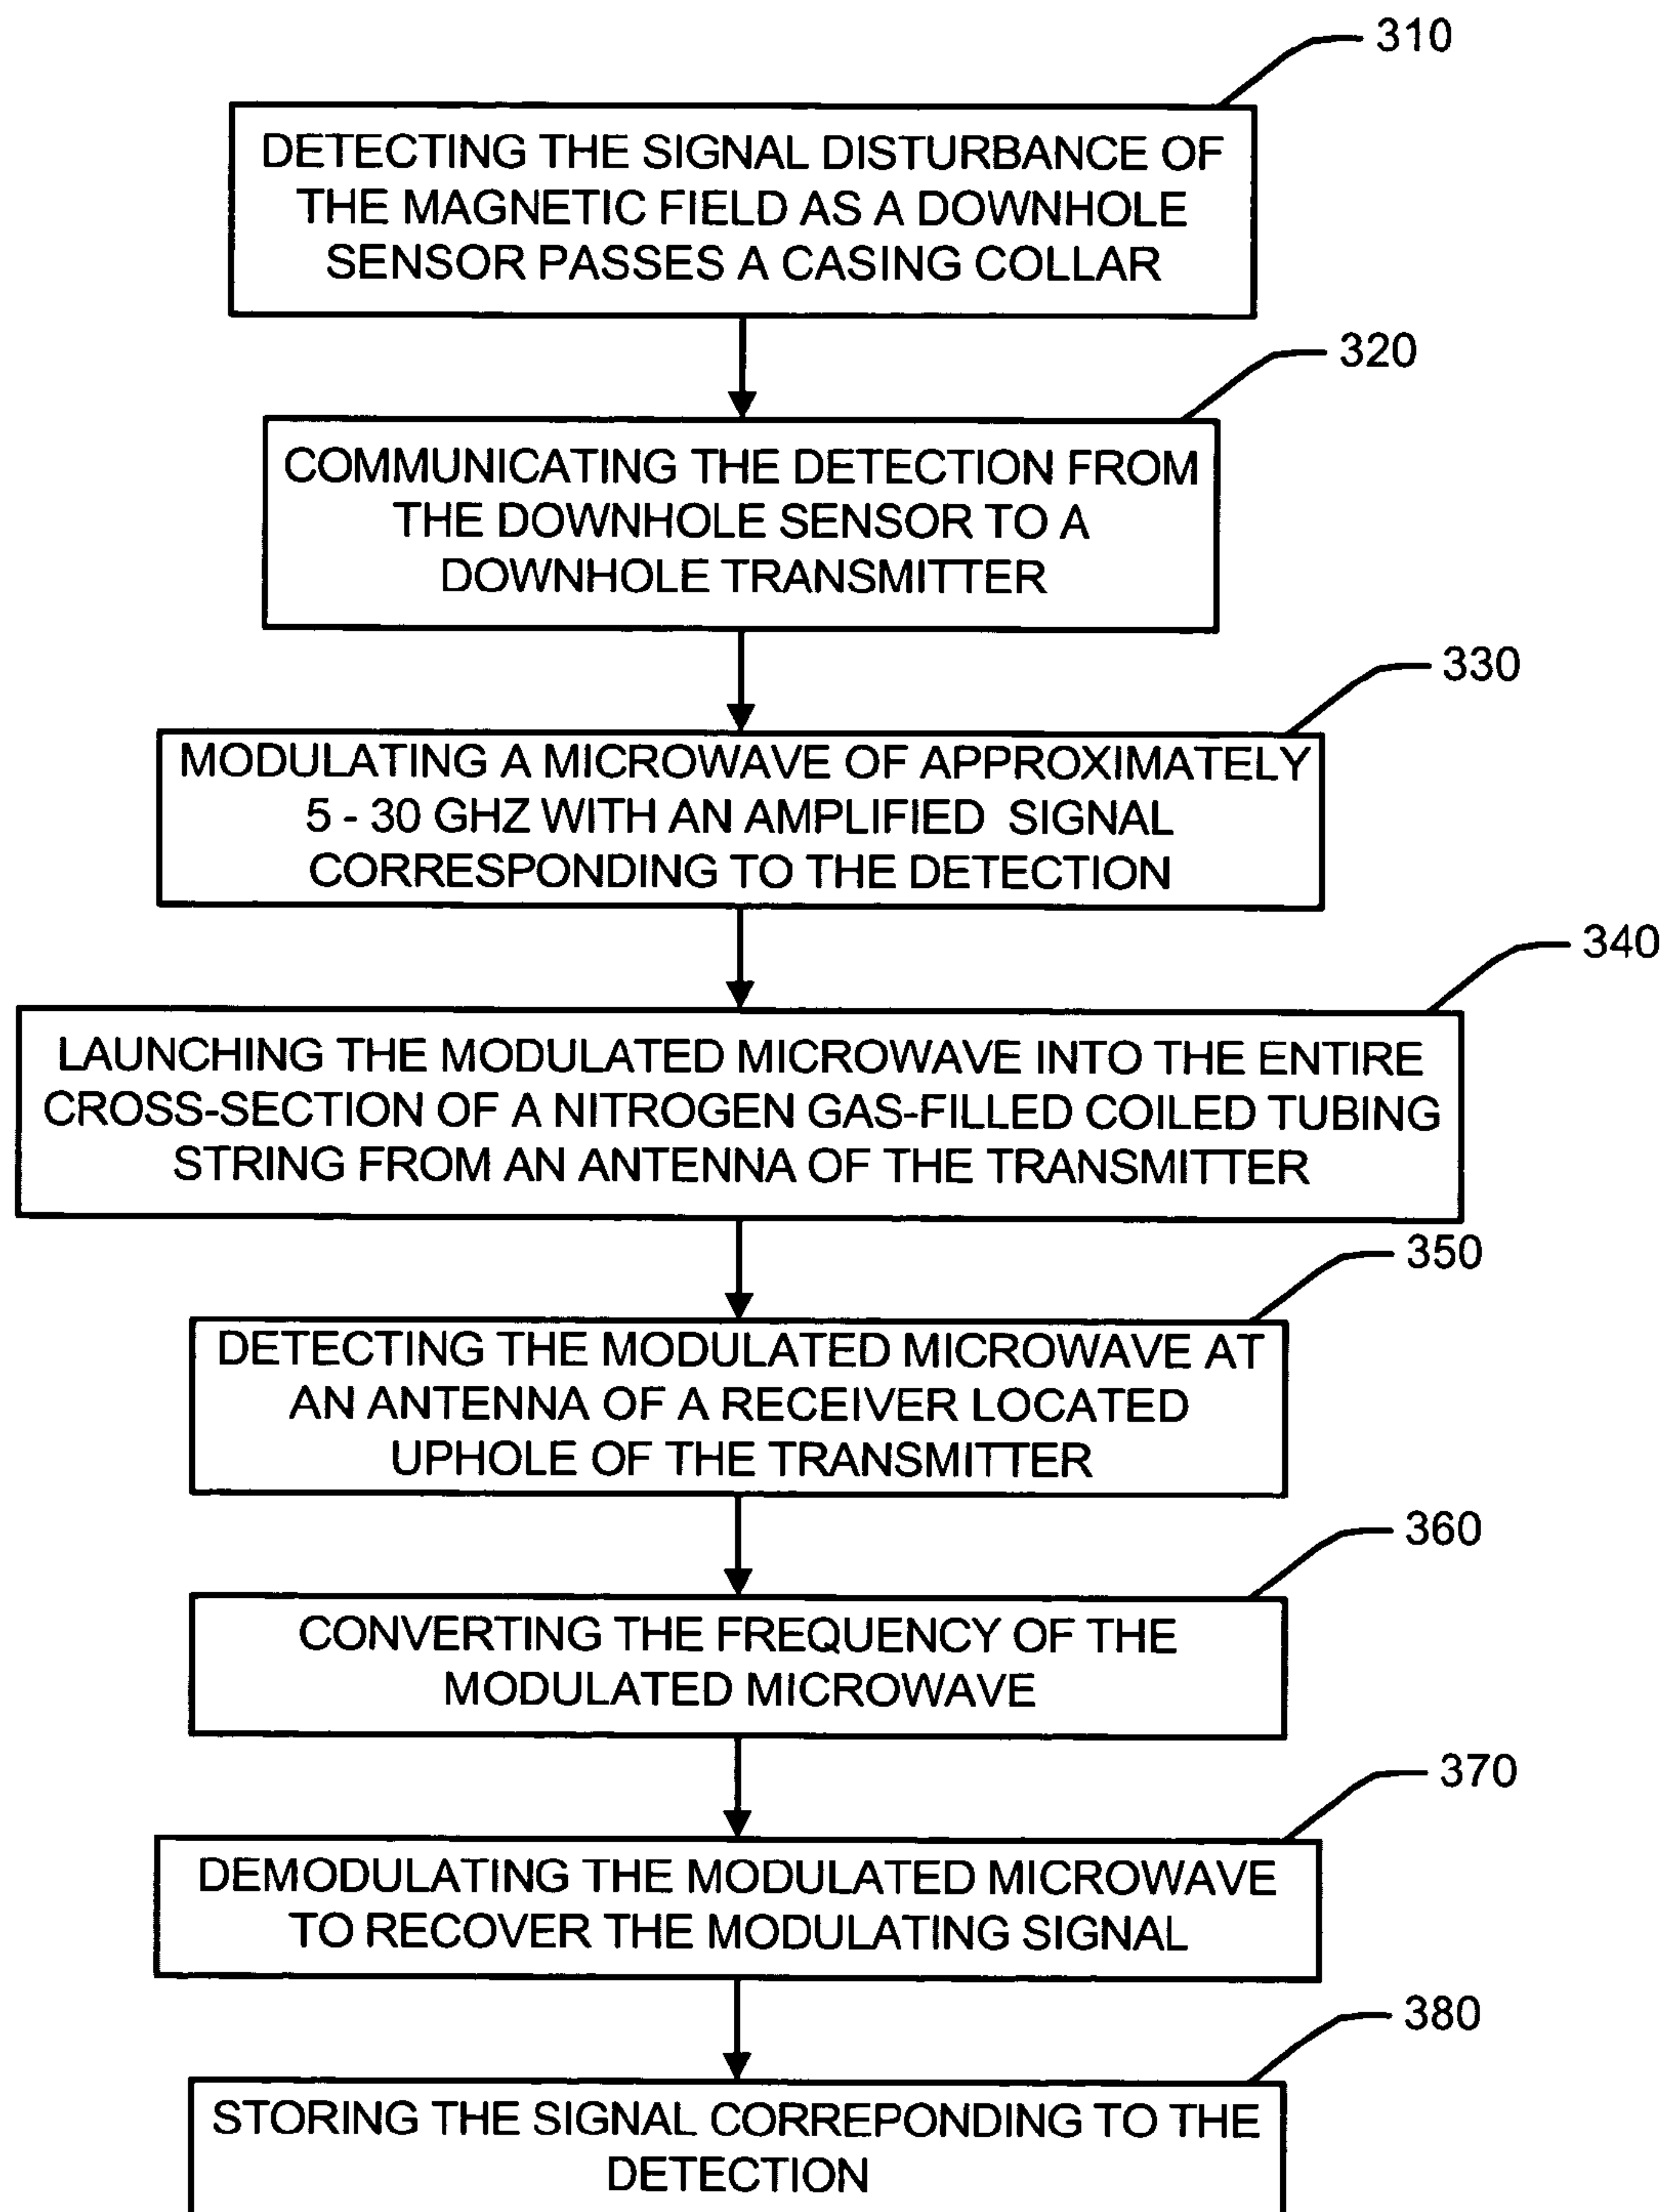 310
DETECTING THE SIGNAL DISTURBANCE OF
THE MAGNETIC FIELD AS A DOWNHOLE
SENSOR PASSES A CASING COLLAR
320
COMMUNICATING THE DETECTION FROM
THE DOWNHOLE SENSOR TO A
DOWNHOLE TRANSMITTER
330
MODULATING A MICROWAVE OF APPROXIMATELY
5 - 30 GHZ WITH AN AMPLIFIED SIGNAL
CORRESPONDING TO THE DETECTION
340
LAUNCHING THE MODULATED MICROWAVE INTO THE ENTIRE
CROSS-SECTION OF A NITROGEN GAS-FILLED COILED TUBING
STRING FROM AN ANTENNA OF THE TRANSMITTER
350
DETECTING THE MODULATED MICROWAVE AT
AN ANTENNA OF A RECEIVER LOCATED
UPHOLE OF THE TRANSMITTER
360
CONVERTING THE FREQUENCY OF THE
MODULATED MICROWAVE
370
DEMODULATING THE MODULATED MICROWAVE
TO RECOVER THE MODULATING SIGNAL
380
STORING THE SIGNAL CORREPONDING TO THE
DETECTION